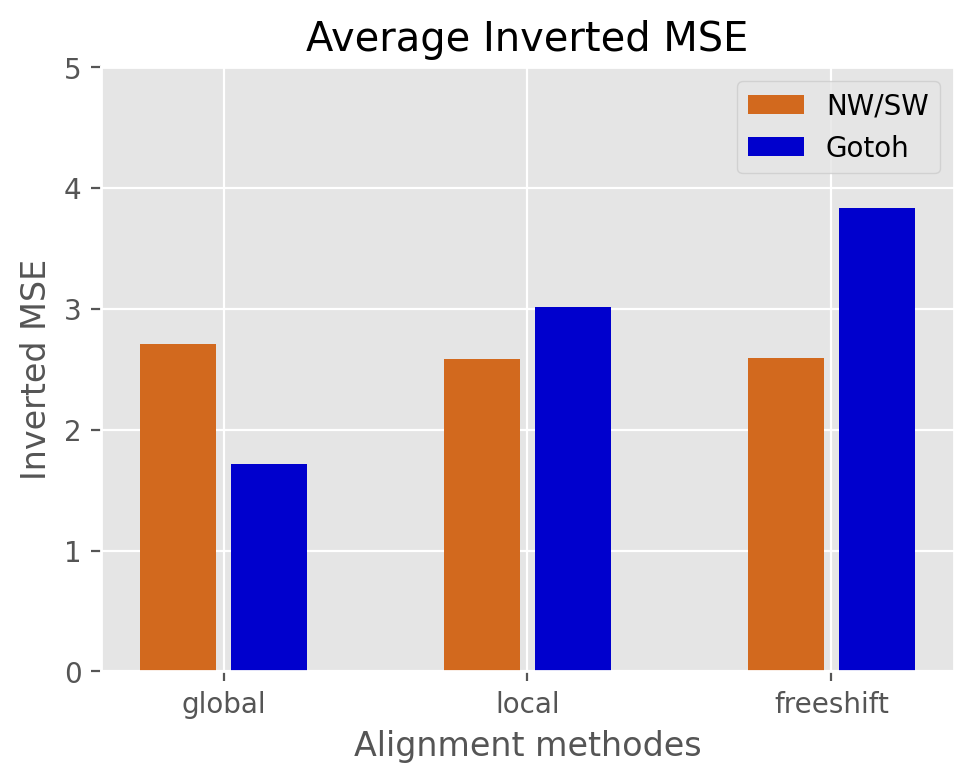 Average Inverted MSE
NW/SW
Gotoh
Inverted MSE
5
4
3
2
1
0
global
local
freeshift
Alignment methodes